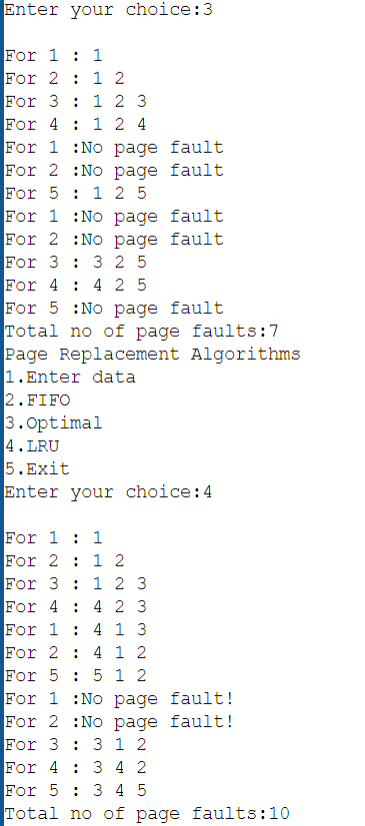 Enter your choice:3
For 1 : 1
For 2 : 1 2
For 3 : 1 2 3
For 4 : 1 2 4
For 1 :No page fault
For 2 :No page fault
For 5 : 1 2 5
For 1 :No page fault
For 2 :No page fault
For 3 : 3 2 5
For 4 : 4 2 5
For 5 :No page fault
Total no of page faults:7
Page Replacement Algorithms
1.Enter data
2.FIFO
3.Optimal
4.LRU
5.Exit
Enter your choice:4
For 1 : 1
For 2 : 1 2
For 3 : 1 2 3
For 4 : 4 2 3
For 1 : 4 1 3
For 2 : 4 1 2
For 5 : 5 1 2
For 1 :No page fault!
For 2 :No page fault!
For 3 : 3 1 2
For 4 : 3 4 2
For 5 : 3 4 5
Total no of page faults:10